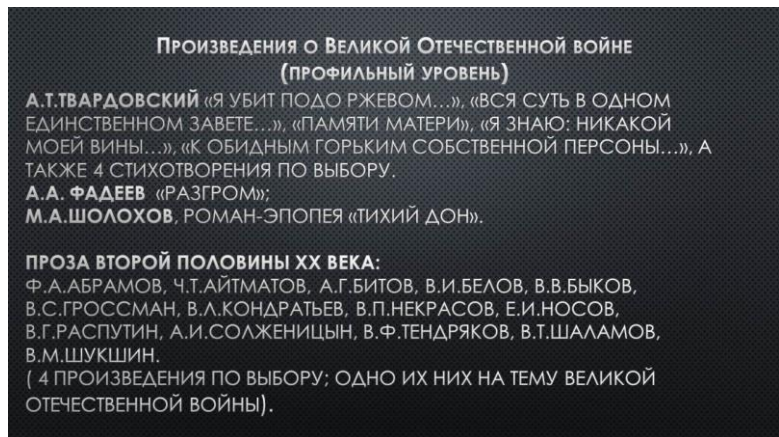 Произведения о Великой Отечественной войне
(профильный уровень)
А.Т.ТВАРДОВСКИЙ «Я УБИТ ПОДО РЖЕВОМ…», «ВСЯ СУТЬ В ОДНОМ
ЕДИНСТВЕННОМ ЗАВЕТЕ…», «ПАМЯТИ МАТЕРИ», «Я ЗНАЮ: НИКАКОЙ
МОЕЙ ВИНЫ…», «К ОБИДНЫМ ГОРЬКИМ СОБСТВЕННОЙ ПЕРСОНЫ…», А
ТАКЖЕ 4 СТИХОТВОРЕНИЯ ПО ВЫБОРУ.
А.А. ФАДЕЕВ «РАЗГРОМ»;
М.А.ШОЛОХОВ, РОМАН-ЭПОПЕЯ «ТИХИЙ ДОН».
ПРОЗА ВТОРОЙ ПОЛОВИНЫ XX ВЕКА:
Ф.А.АБРАМОВ, Ч.Т.АЙТМАТОВ, А.Г.БИТОВ, В.И.БЕЛОВ, В.В.БЫКОВ,
В.С.ГРОССМАН, В.Л.КОНДРАТЬЕВ, В.П.НЕКРАСОВ, Е.И.НОСОВ,
В.Г.РАСПУТИН, А.И.СОЛЖЕНИЦЫН, В.Ф.ТЕНДРЯКОВ, В.Т.ШАЛАМОВ,
В.М.ШУКШИН.
( 4 ПРОИЗВЕДЕНИЯ ПО ВЫБОРУ; ОДНО ИХ НИХ НА ТЕМУ ВЕЛИКОЙ
ОТЕЧЕСТВЕННОЙ ВОЙНЫ).